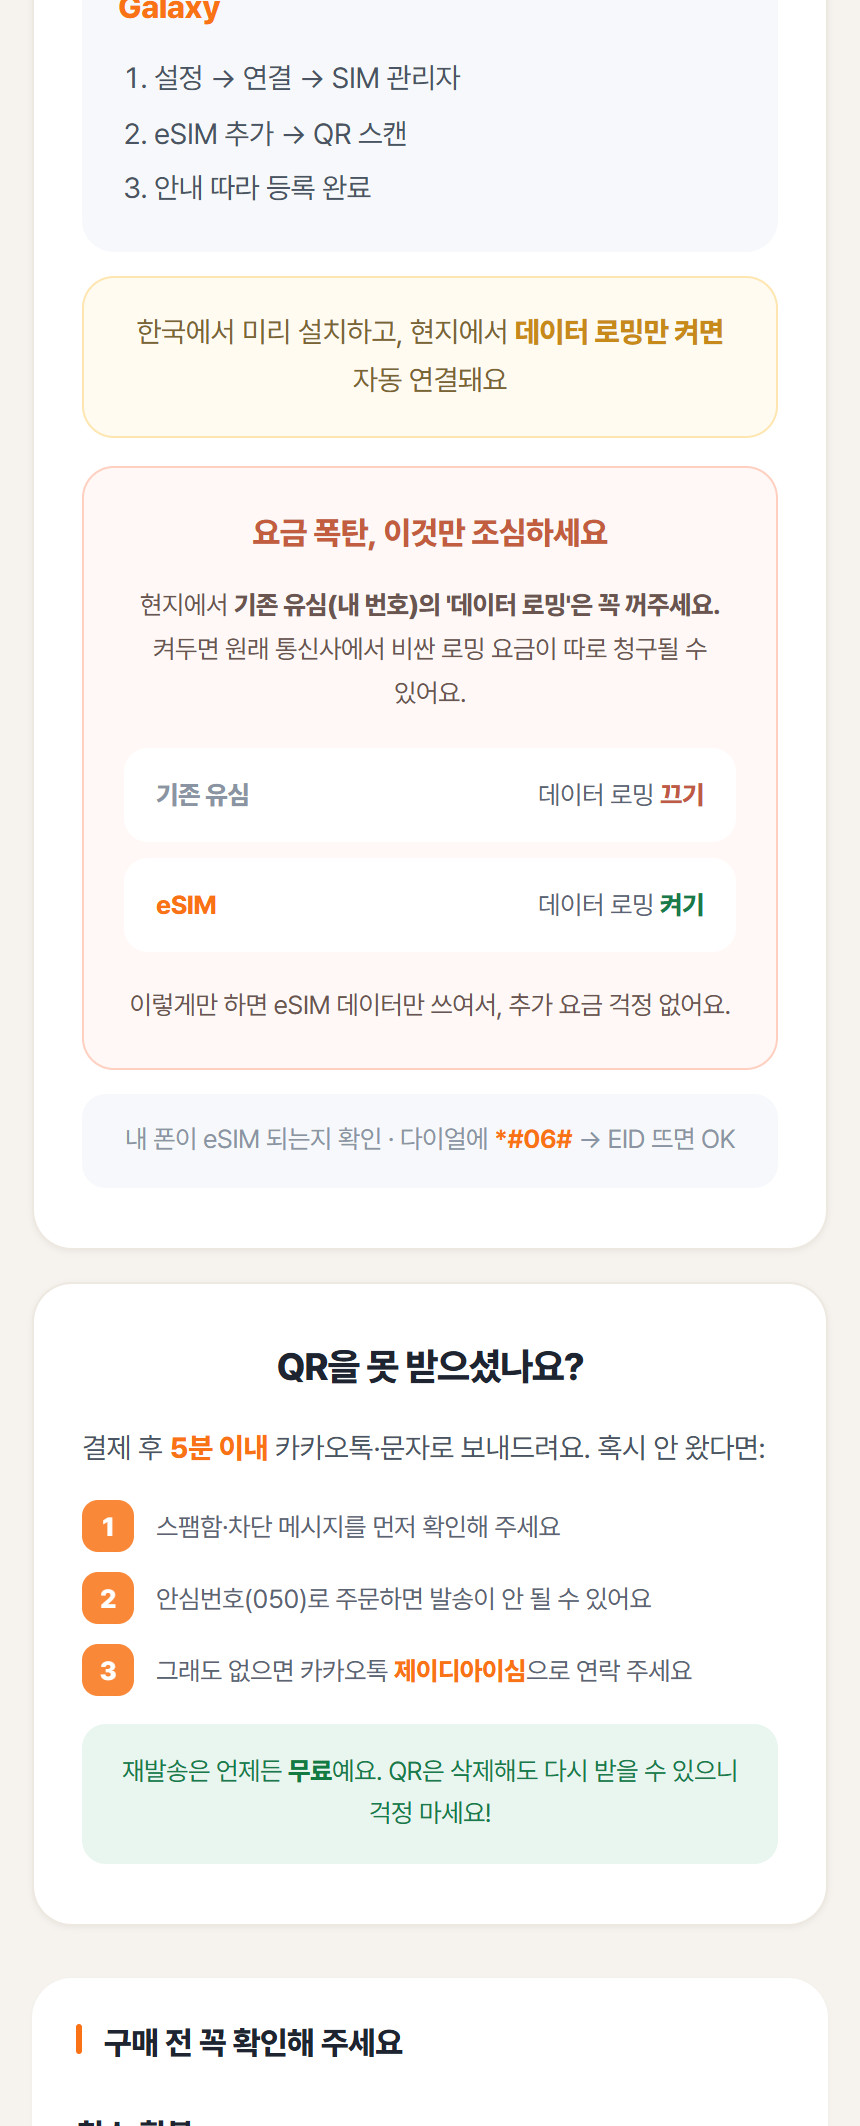 Galaxy
1. 설정 → 연결 → SIM 관리자
2. eSIM 추가 → QR 스캔
3. 안내 따라 등록 완료
한국에서 미리 설치하고, 현지에서 데이터 로밍만 켜면
자동 연결돼요
요금 폭탄, 이것만 조심하세요
현지에서 기존 유심(내 번호)의 '데이터 로밍'은 꼭 꺼주세요.
켜두면 원래 통신사에서 비싼 로밍 요금이 따로 청구될 수
있어요.
기존 유심 데이터 로밍 끄기
eSIM 데이터 로밍 켜기
이렇게만 하면 eSIM 데이터만 쓰여서, 추가 요금 걱정 없어요.
내 폰이 eSIM 되는지 확인 · 다이얼에 *#06# → EID 뜨면 OK
QR을 못 받으셨나요?
결제 후 5분 이내 카카오톡·문자로 보내드려요. 혹시 안 왔다면:
1 스팸함·차단 메시지를 먼저 확인해 주세요
2 안심번호(050)로 주문하면 발송이 안 될 수 있어요
3 그래도 없으면 카카오톡 제이디아이심으로 연락 주세요
재발송은 언제든 무료예요. QR은 삭제해도 다시 받을 수 있으니
걱정 마세요!
구매 전 꼭 확인해 주세요